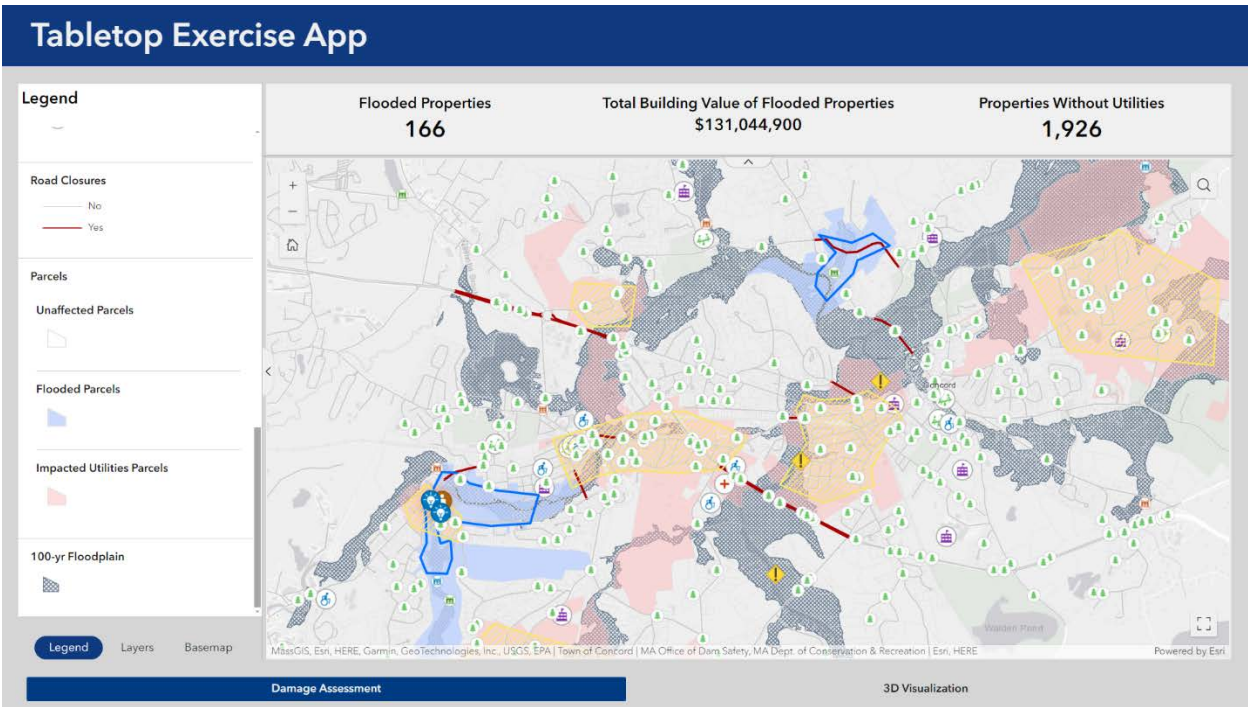 Tabletop Exercise App
Legend
Road Closures
No
Yes
Parcels
Unaffected Parcels
Flooded Parcels
Impacted Utilities Parcels
100-yr Floodplain
Legend Layers Basemap
Flooded Properties
166
Total Building Value of Flooded Properties
$131,044,900
Properties Without Utilities
1,926
Concord
Walden Pond
MassGIS, Esri, HERE, Garmin, GeoTechnologies, Inc., USGS, EPA | Town of Concord | MA Office of Dam Safety, MA Dept. of Conservation & Recreation | Esri, HERE
Powered by Esri
Damage Assessment
3D Visualization